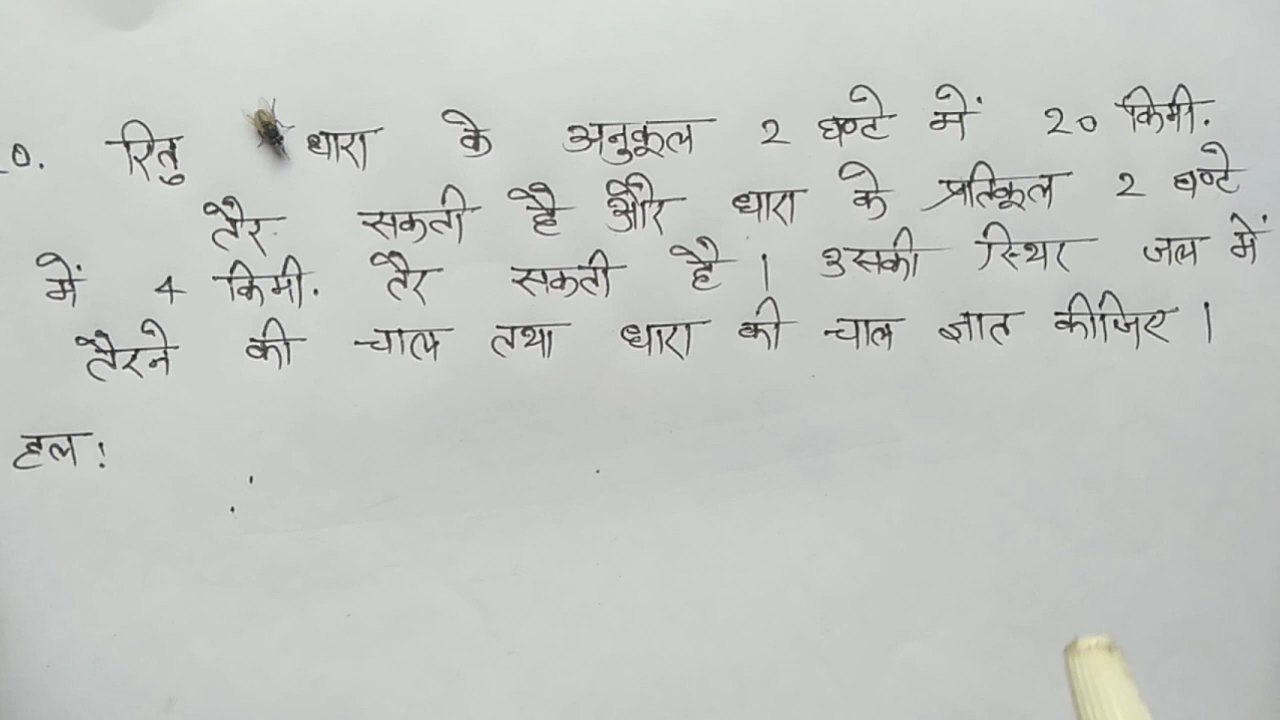 0. रितु धारा के अनुकूल 2 घण्टे में 20 किमी.
तैर सकती है और धारा के प्रतिकूल 2 घण्टे
में 4 किमी. तैर सकती है। उसकी स्थिर जल में
तैरने की चाल तथा धारा की चाल ज्ञात कीजिए।
हल: